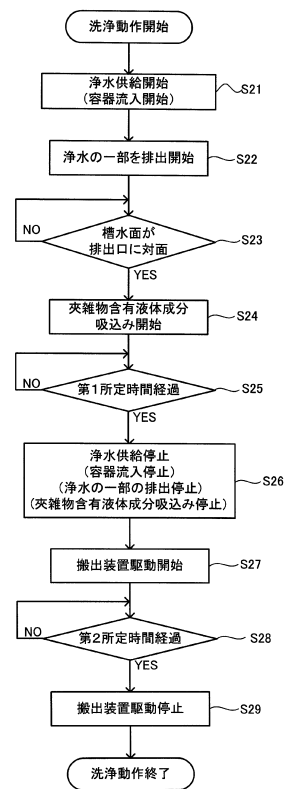 洗浄動作開始
浄水供給開始
(容器流入開始)
S21
浄水の一部を排出開始
S22
槽水面が
排出口に対面
S23
NO
YES
夾雑物含有液体成分
吸込み開始
S24
第1所定時間経過
S25
NO
YES
浄水供給停止
(容器流入停止)
(浄水の一部の排出停止)
(夾雑物含有液体成分吸込み停止)
S26
搬出装置駆動開始
S27
第2所定時間経過
S28
NO
YES
搬出装置駆動停止
S29
洗浄動作終了